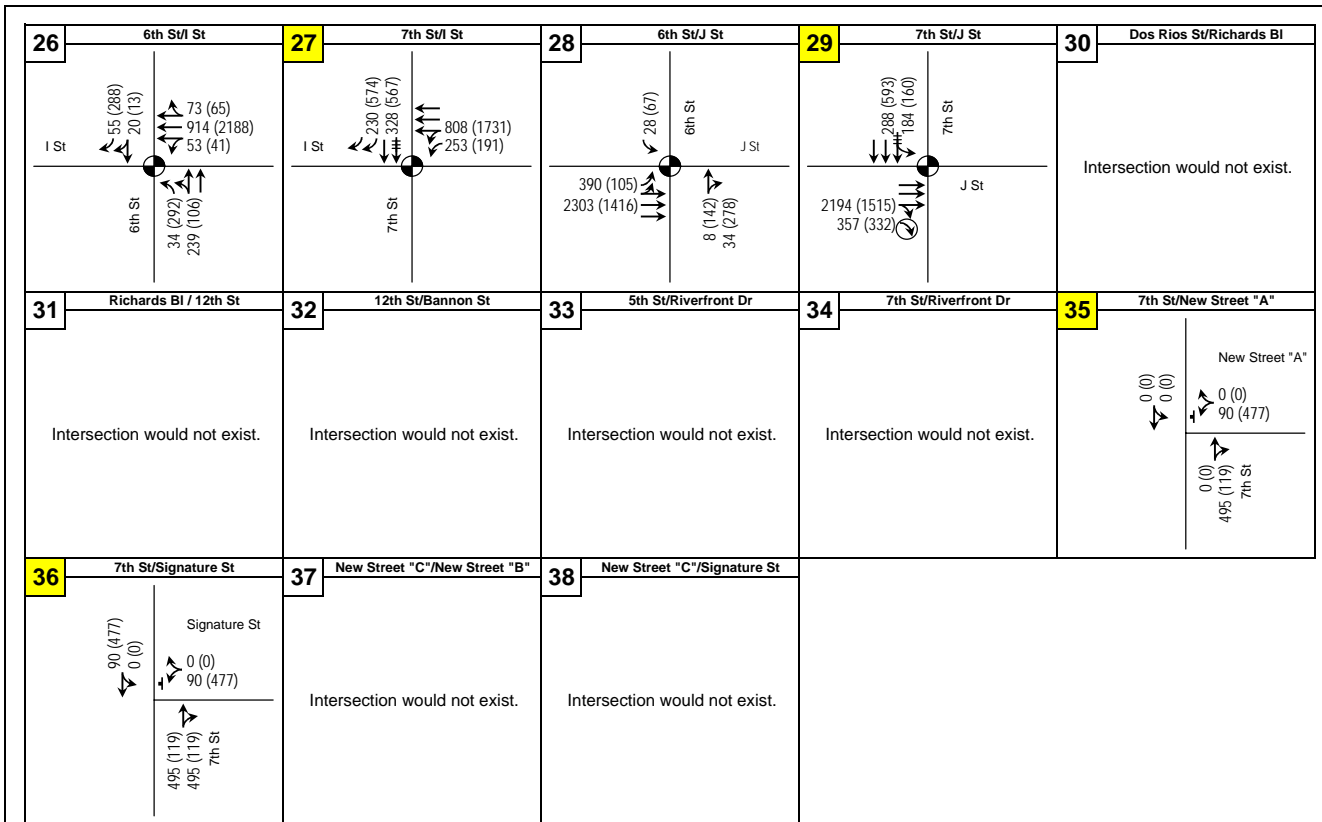 26
6th St/I St
55 (288)
20 (13)
73 (65)
914 (2188)
53 (41)
I St
6th St
34 (292)
239 (106)
27
7th St/I St
230 (574)
328 (567)
808 (1731)
253 (191)
I St
7th St
28
6th St/J St
28 (67)
6th St
J St
390 (105)
2303 (1416)
8 (142)
34 (278)
29
7th St/J St
288 (593)
184 (160)
7th St
J St
2194 (1515)
357 (332)
30
Dos Rios St/Richards Bl
Intersection would not exist.
31
Richards Bl / 12th St
Intersection would not exist.
32
12th St/Bannon St
Intersection would not exist.
33
5th St/Riverfront Dr
Intersection would not exist.
34
7th St/Riverfront Dr
Intersection would not exist.
35
7th St/New Street "A"
New Street "A"
0 (0)
0 (0)
0 (0)
90 (477)
0 (0)
495 (119)
7th St
36
7th St/Signature St
Signature St
90 (477)
0 (0)
0 (0)
90 (477)
495 (119)
495 (119)
7th St
37
New Street "C"/New Street "B"
Intersection would not exist.
38
New Street "C"/Signature St
Intersection would not exist.